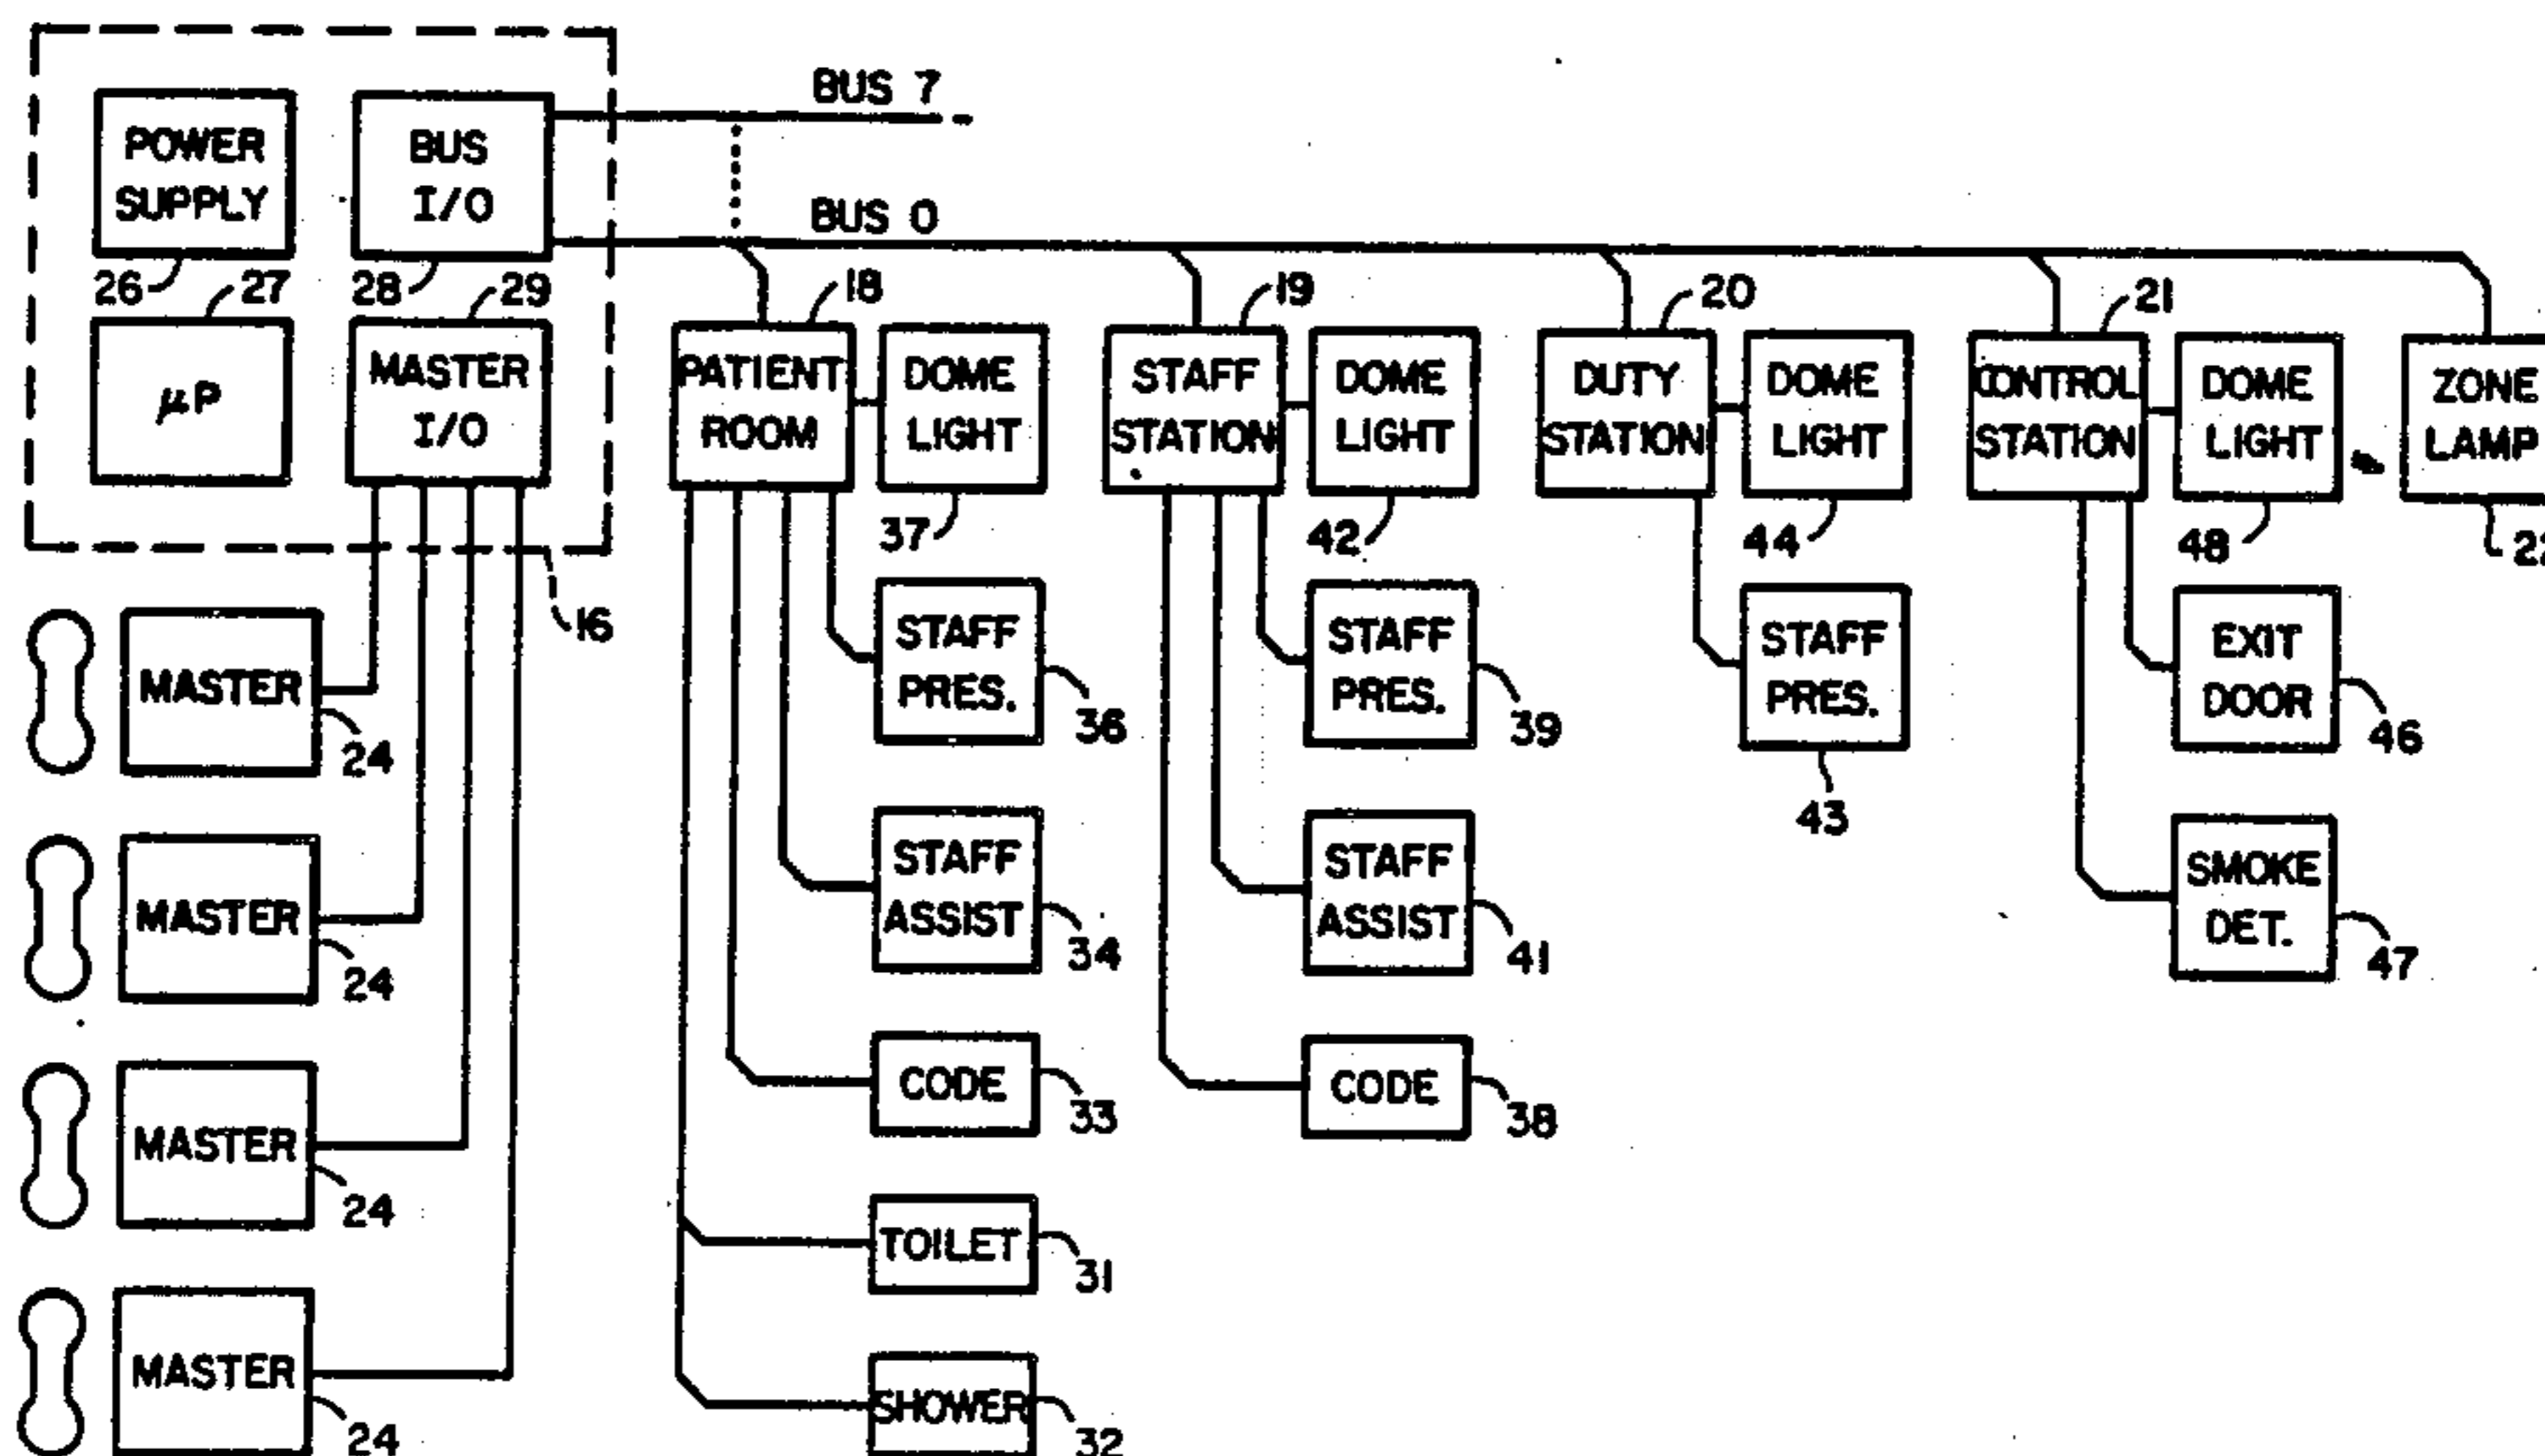 BUS 7
POWER
SUPPLY
BUS
I/O
BUS 0
26
27
28
29
18
19
20
21
μP
MASTER
I/O
PATIENT
ROOM
DOME
LIGHT
STAFF
STATION
DOME
LIGHT
DUTY
STATION
DOME
LIGHT
CONTROL
STATION
DOME
LIGHT
ZONE
LAMP
37
42
44
48
16
MASTER
24
STAFF
PRES.
36
STAFF
PRES.
39
STAFF
PRES.
43
EXIT
DOOR
46
MASTER
24
STAFF
ASSIST
34
STAFF
ASSIST
41
SMOKE
DET.
47
MASTER
24
CODE
33
CODE
38
TOILET
31
MASTER
24
SHOWER
32